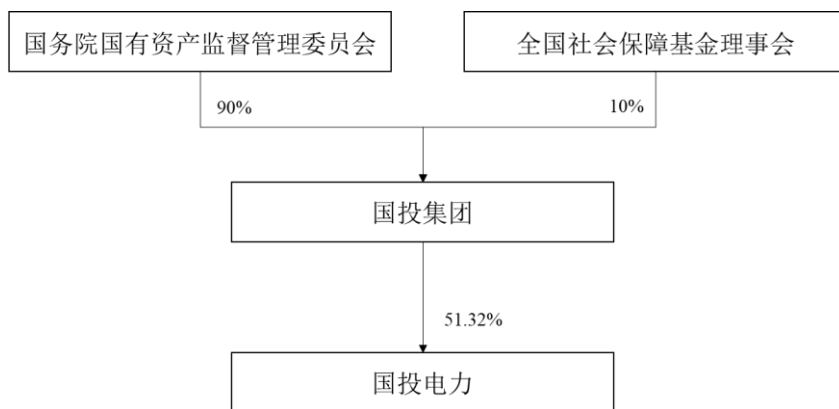 国务院国有资产监督管理委员会
全国社会保障基金理事会
90%
10%
国投集团
51.32%
国投电力